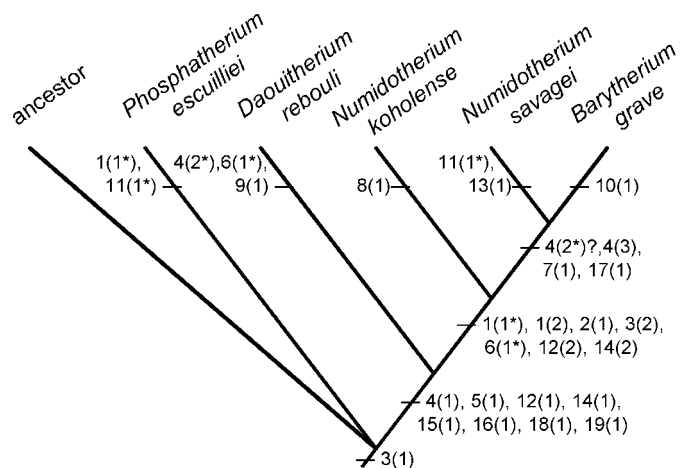 ancestor
Phosphatherium
escuilliei
Daouitherium
rebouli
Numidotherium
koholense
Numidotherium
savagei
Barytherium
grave
1(1*),
11(1*)
4(2*),6(1*),
9(1)
8(1)
11(1*),
13(1)
10(1)
4(2*)?,4(3),
7(1), 17(1)
1(1*), 1(2), 2(1), 3(2),
6(1*), 12(2), 14(2)
4(1), 5(1), 12(1), 14(1),
15(1), 16(1), 18(1), 19(1)
3(1)